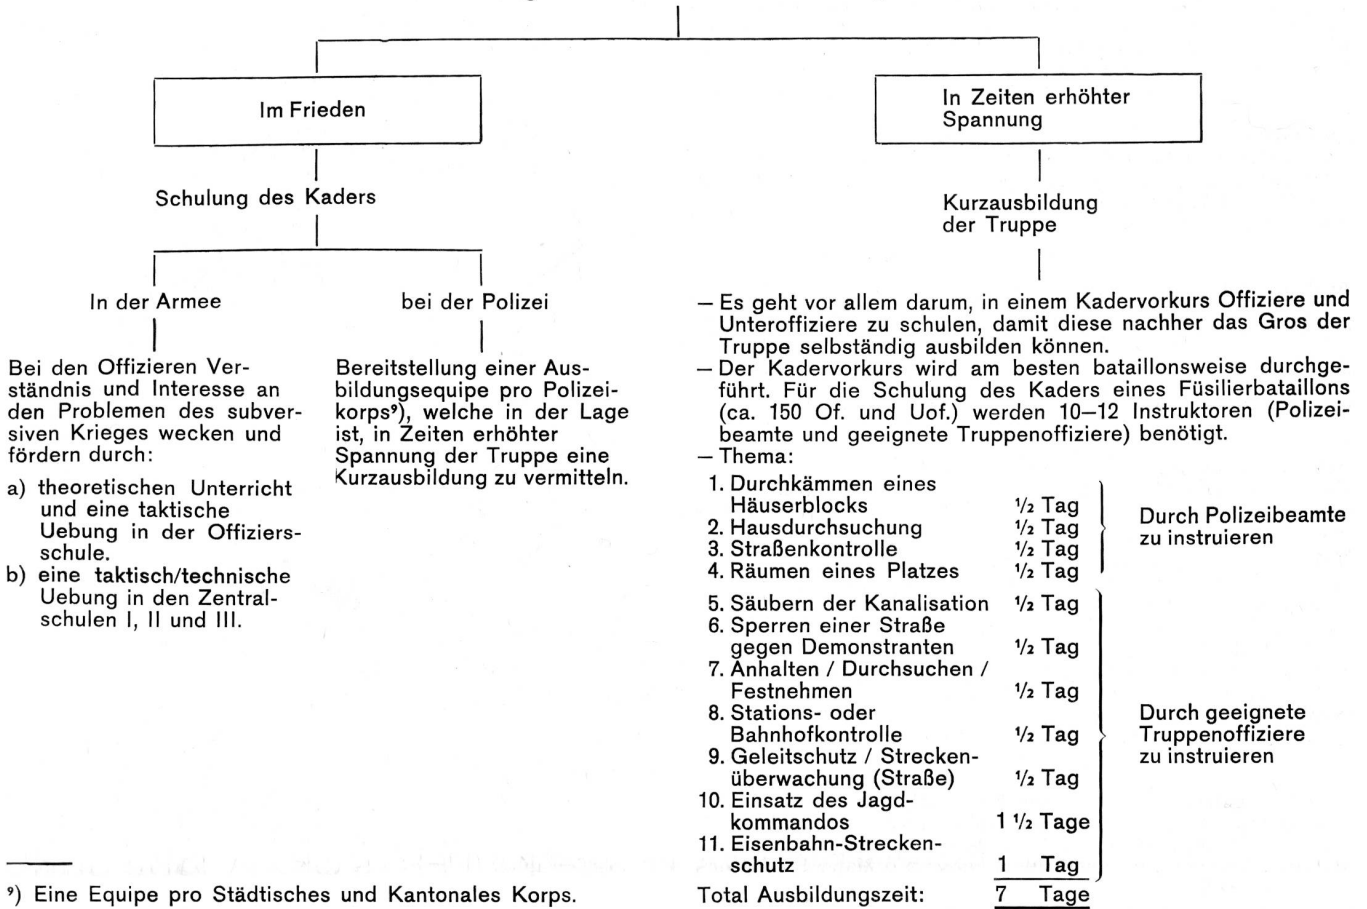 Im Frieden
Schulung des Kaders
In der Armee
Bei den Offizieren Ver-
ständnis und Interesse an
den Problemen des subver-
siven Krieges wecken und
fördern durch:
a) theoretischen Unterricht
und eine taktische
Uebung in der Offiziers-
schule.
b) eine taktisch/technische
Uebung in den Zentral-
schulen I, II und III.
bei der Polizei
Bereitstellung einer Aus-
bildungsequipe pro Polizei-
korps⁹), welche in der Lage
ist, in Zeiten erhöhter
Spannung der Truppe eine
Kurzausbildung zu vermitteln.
In Zeiten erhöhter
Spannung
Kurzausbildung
der Truppe
— Es geht vor allem darum, in einem Kadervorkurs Offiziere und
Unteroffiziere zu schulen, damit diese nachher das Gros der
Truppe selbständig ausbilden können.
— Der Kadervorkurs wird am besten bataillonsweise durchge-
führt. Für die Schulung des Kaders eines Füsilierbataillons
(ca. 150 Of. und Uof.) werden 10—12 Instruktoren (Polizei-
beamte und geeignete Truppenoffiziere) benötigt.
— Thema:
1. Durchkämmen eines
Häuserblocks ½ Tag
2. Hausdurchsuchung ½ Tag
3. Straßenkontrolle ½ Tag
4. Räumen eines Platzes ½ Tag
Durch Polizeibeamte
zu instruieren
5. Säubern der Kanalisation ½ Tag
6. Sperren einer Straße
gegen Demonstranten ½ Tag
7. Anhalten / Durchsuchen /
Festnehmen ½ Tag
8. Stations- oder
Bahnhofkontrolle ½ Tag
9. Geleitschutz / Strecken-
überwachung (Straße) ½ Tag
10. Einsatz des Jagd-
kommandos 1 ½ Tage
11. Eisenbahn-Strecken-
schutz 1 Tag
Durch geeignete
Truppenoffiziere
zu instruieren
Total Ausbildungszeit: 7 Tage
⁹) Eine Equipe pro Städtisches und Kantonales Korps.